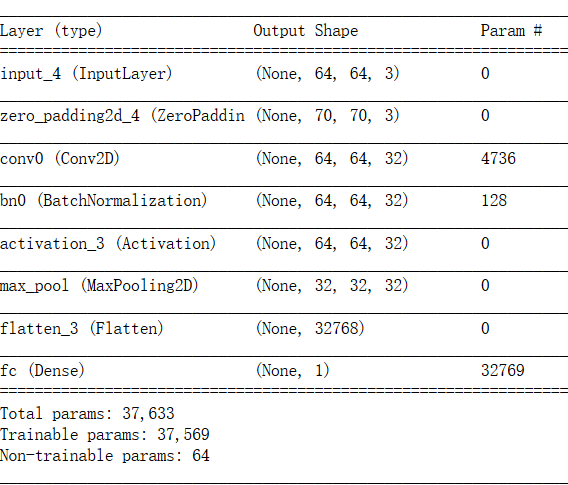 Layer (type) Output Shape Param #
input_4 (InputLayer) (None, 64, 64, 3) 0
zero_padding2d_4 (ZeroPaddin (None, 70, 70, 3) 0
conv0 (Conv2D) (None, 64, 64, 32) 4736
bn0 (BatchNormalization) (None, 64, 64, 32) 128
activation_3 (Activation) (None, 64, 64, 32) 0
max_pool (MaxPooling2D) (None, 32, 32, 32) 0
flatten_3 (Flatten) (None, 32768) 0
fc (Dense) (None, 1) 32769
Total params: 37,633
Trainable params: 37,569
Non-trainable params: 64